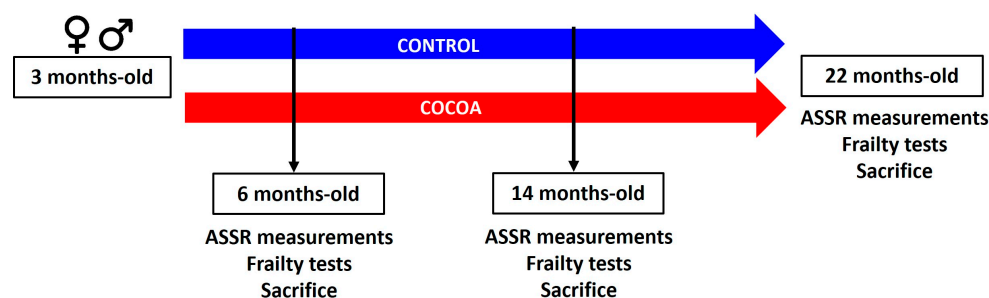 3 months-old
CONTROL
COCOA
6 months-old
ASSR measurements
Frailty tests
Sacrifice
14 months-old
ASSR measurements
Frailty tests
Sacrifice
22 months-old
ASSR measurements
Frailty tests
Sacrifice